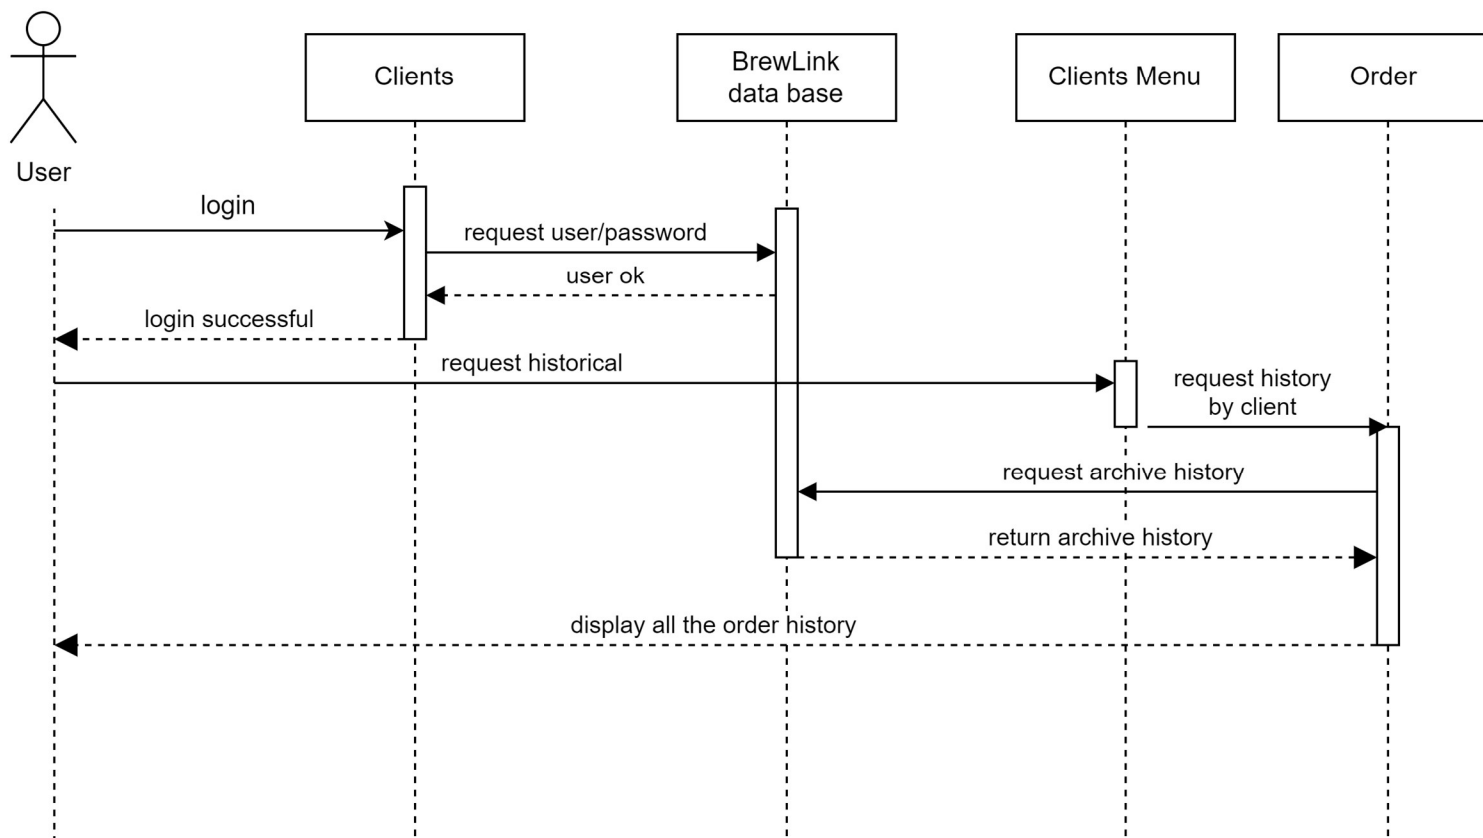 Clients
BrewLink
data base
Clients Menu
Order
User
login
request user/password
user ok
login successful
request historical
request history
by client
request archive history
return archive history
display all the order history